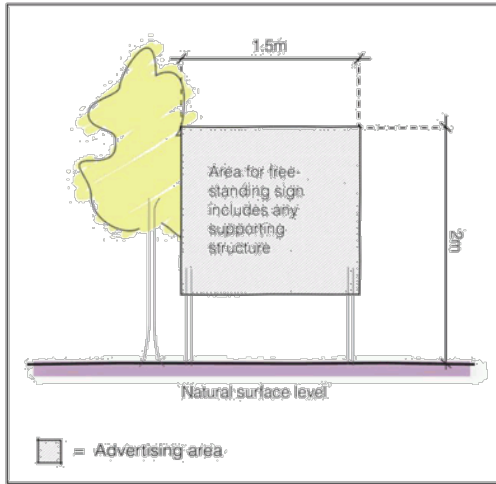 1.5m
Area for free-
standing sign
includes any
supporting
structure
2m
Natural surface level
= Advertising area